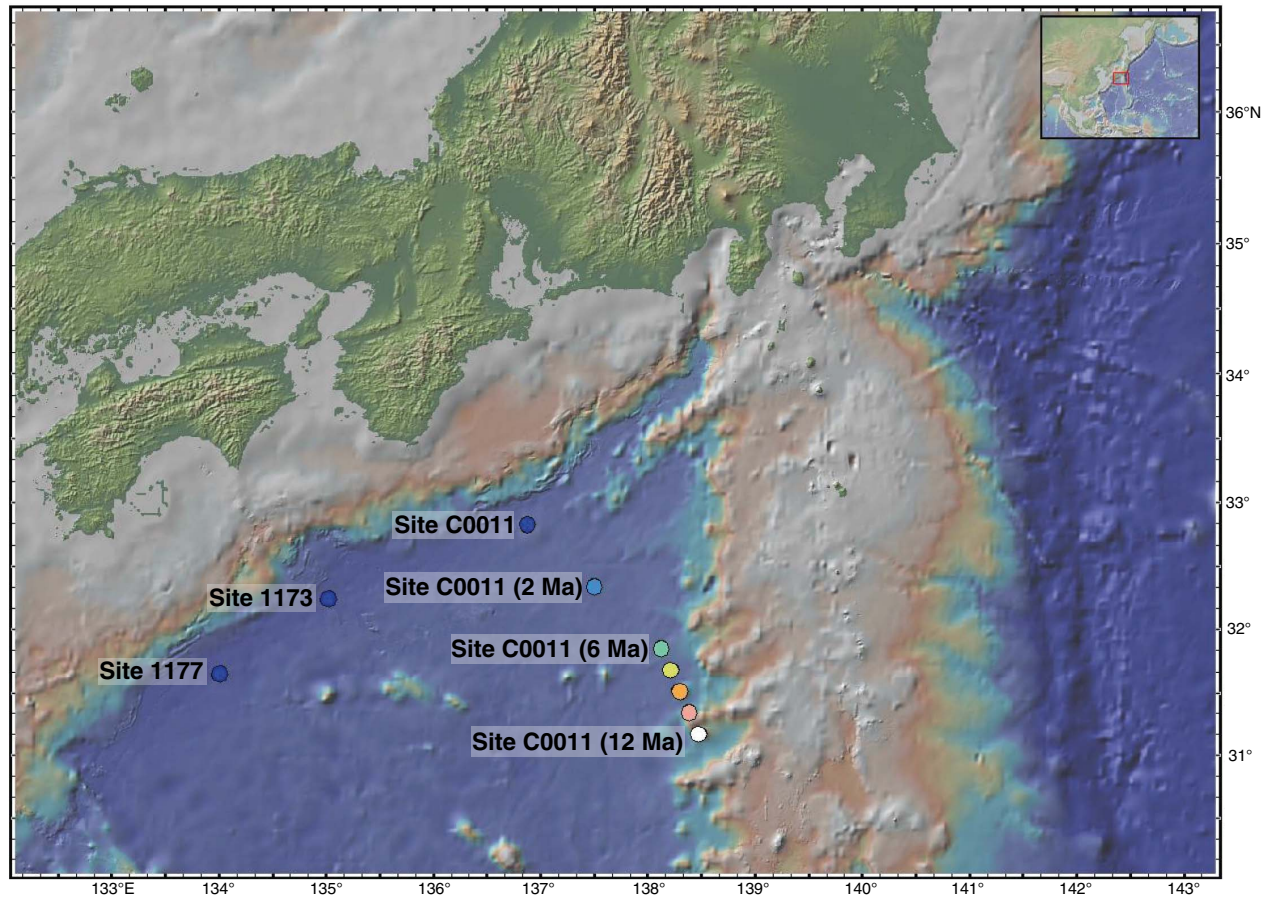 36°N
35°
34°
33°
Site C0011
Site C0011 (2 Ma)
Site 1173
32°
Site C0011 (6 Ma)
Site 1177
Site C0011 (12 Ma)
31°
133°E 134° 135° 136° 137° 138° 139° 140° 141° 142° 143°